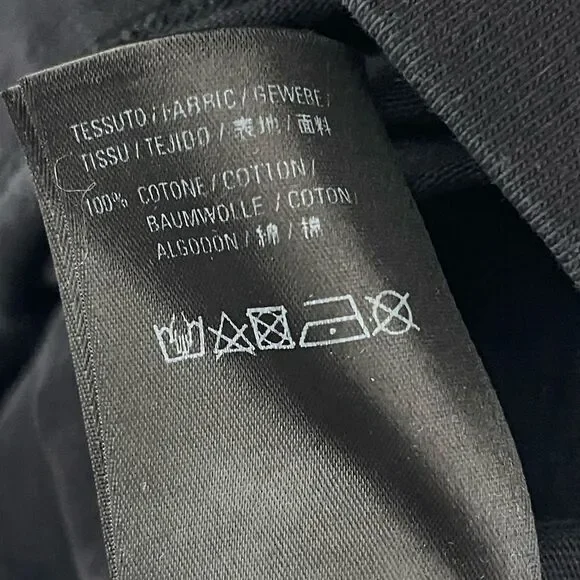 TESSUTO / FABRIC / GEWEBE /
TISSU / TEJIDO / 表地 / 面料
100% COTONE / COTTON /
BAUMWOLLE / COTON /
ALGODON / 綿 / 棉